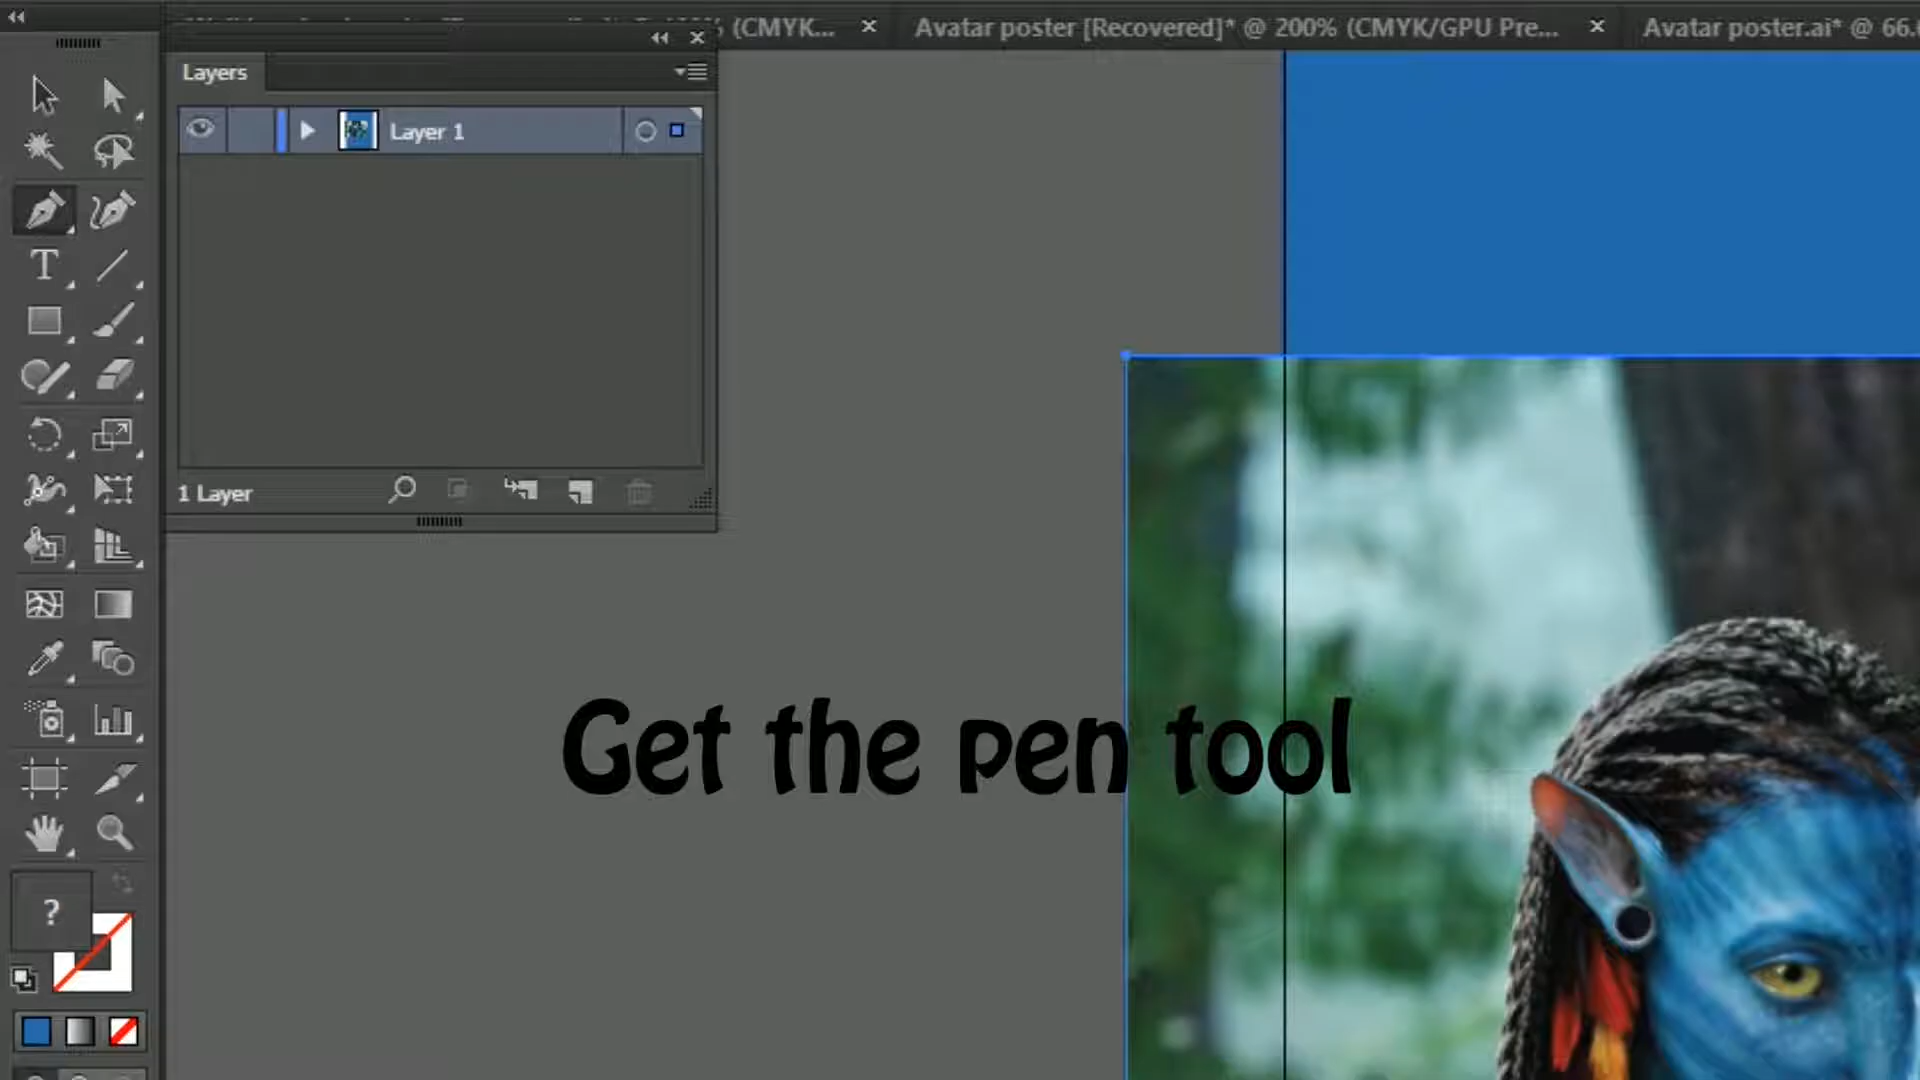 (CMYK...
Avatar poster [Recovered]* @ 200% (CMYK/GPU Pre...
Avatar poster.ai* @ 66.
Layers
Layer 1
1 Layer
T
?
Get the pen tool